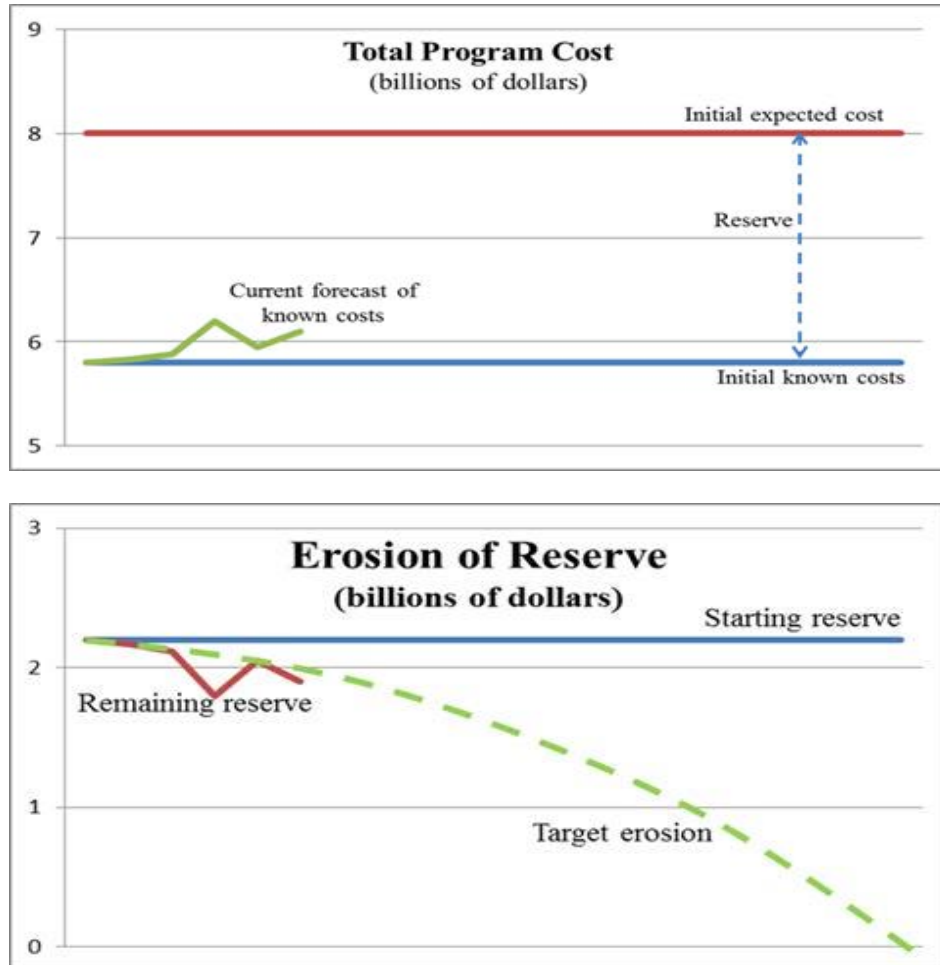 9
Total Program Cost
(billions of dollars)
Initial expected cost
8
Reserve
7
Current forecast of
known costs
6
Initial known costs
5
3
Erosion of Reserve
(billions of dollars)
Starting reserve
2
Remaining reserve
1
Target erosion
0